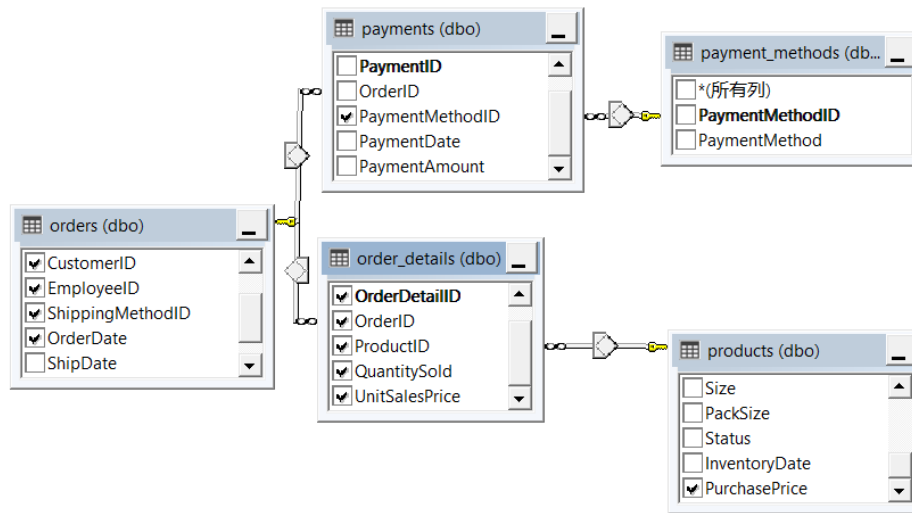 payments (dbo)
PaymentID
OrderID
PaymentMethodID
PaymentDate
PaymentAmount
payment_methods (db...
*(所有列)
PaymentMethodID
PaymentMethod
orders (dbo)
CustomerID
EmployeeID
ShippingMethodID
OrderDate
ShipDate
order_details (dbo)
OrderDetailID
OrderID
ProductID
QuantitySold
UnitSalesPrice
products (dbo)
Size
PackSize
Status
InventoryDate
PurchasePrice